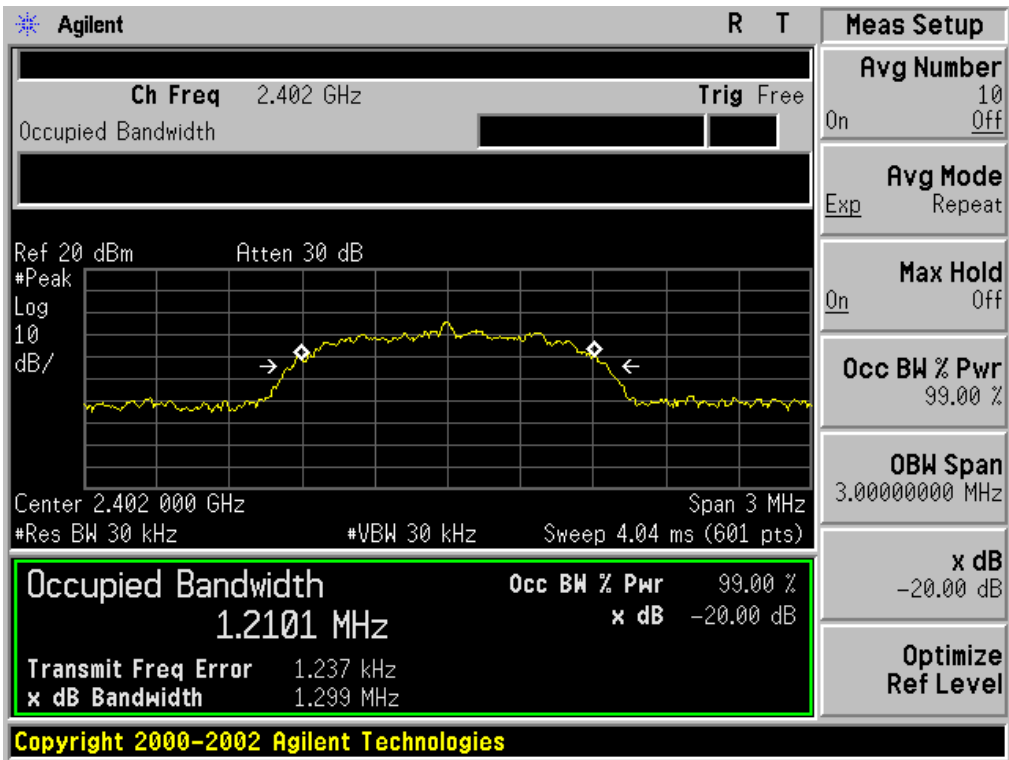 Agilent R T
Ch Freq 2.402 GHz Trig Free
Occupied Bandwidth
Ref 20 dBm Atten 30 dB
#Peak
Log
10
dB/
Center 2.402 000 GHz Span 3 MHz
#Res BW 30 kHz #VBW 30 kHz Sweep 4.04 ms (601 pts)
Occupied Bandwidth Occ BW % Pwr 99.00 %
1.2101 MHz x dB -20.00 dB
Transmit Freq Error 1.237 kHz
x dB Bandwidth 1.299 MHz
Copyright 2000-2002 Agilent Technologies
Meas Setup
Avg Number
10
On Off
Avg Mode
Exp Repeat
Max Hold
On Off
Occ BW % Pwr
99.00 %
OBW Span
3.00000000 MHz
x dB
-20.00 dB
Optimize
Ref Level